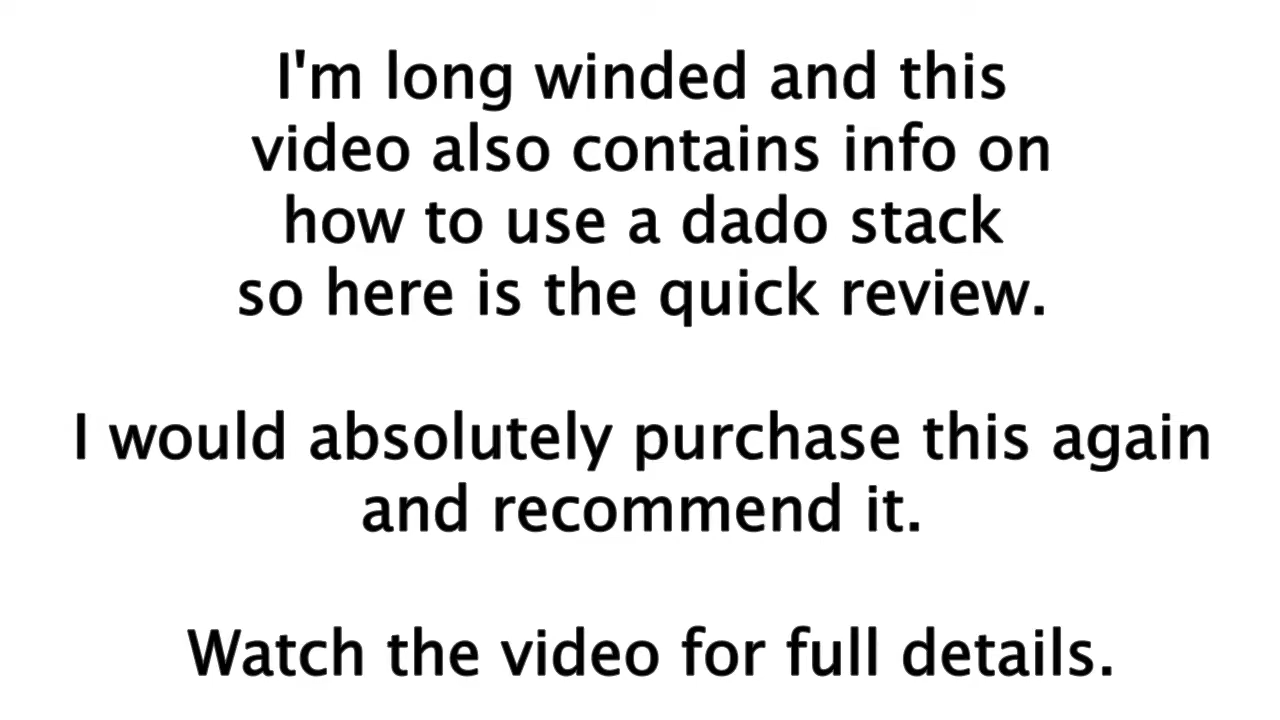 I'm long winded and this
video also contains info on
how to use a dado stack
so here is the quick review.
I would absolutely purchase this again
and recommend it.
Watch the video for full details.